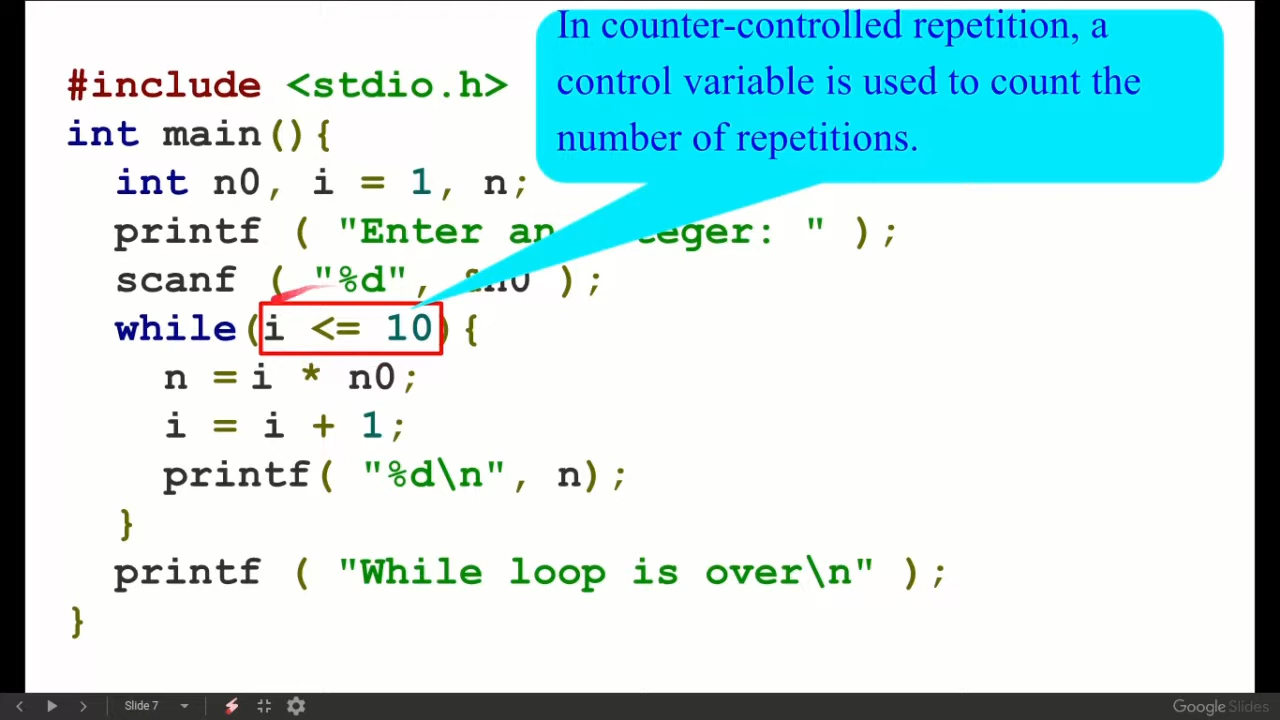 In counter-controlled repetition, a
control variable is used to count the
number of repetitions.
#include <stdio.h>
int main(){
int n0, i = 1, n;
printf ( "Enter an teger: " );
scanf ( "%d", &n0 );
while(i <= 10){
n = i * n0;
i = i + 1;
printf( "%d\n", n);
}
printf ( "While loop is over\n" );
}
Slide 7
Google Slides